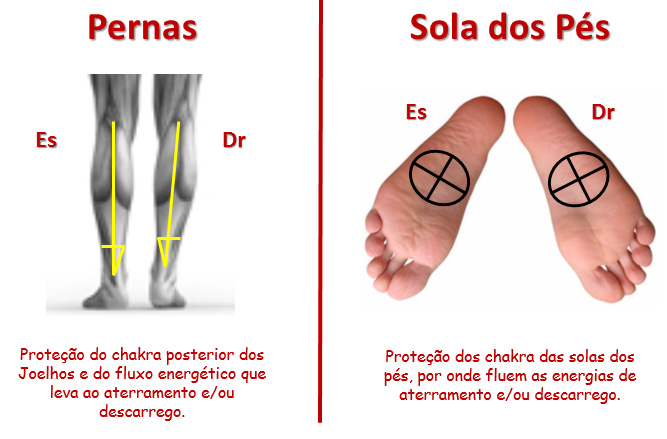 Pernas
Es
Dr
Proteção do chakra posterior dos
Joelhos e do fluxo energético que
leva ao aterramento e/ou
descarrego.
Sola dos Pés
Es
Dr
Proteção dos chakra das solas dos
pés, por onde fluem as energias de
aterramento e/ou descarrego.